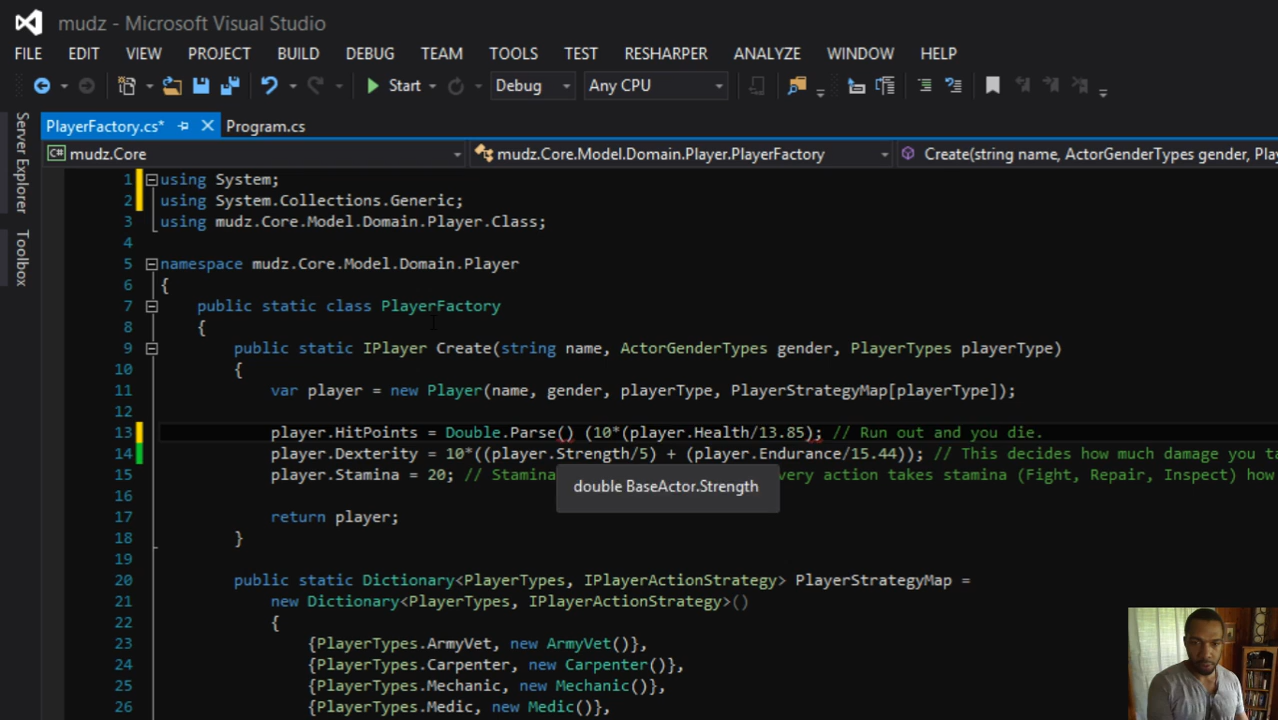 mudz - Microsoft Visual Studio
FILE EDIT VIEW PROJECT BUILD DEBUG TEAM TOOLS TEST RESHARPER ANALYZE WINDOW HELP
Start Debug Any CPU
Server Explorer
Toolbox
PlayerFactory.cs* Program.cs
mudz.Core mudz.Core.Model.Domain.Player.PlayerFactory Create(string name, ActorGenderTypes gender, Pla
1 using System;
2 using System.Collections.Generic;
3 using mudz.Core.Model.Domain.Player.Class;
4
5 namespace mudz.Core.Model.Domain.Player
6 {
7 public static class PlayerFactory
8 {
9 public static IPlayer Create(string name, ActorGenderTypes gender, PlayerTypes playerType)
10 {
11 var player = new Player(name, gender, playerType, PlayerStrategyMap[playerType]);
12
13 player.HitPoints = Double.Parse() (10*(player.Health/13.85); // Run out and you die.
14 player.Dexterity = 10*((player.Strength/5) + (player.Endurance/15.44)); // This decides how much damage you ta
15 player.Stamina = 20; // Stamina very action takes stamina (Fight, Repair, Inspect) how
double BaseActor.Strength
16
17 return player;
18 }
19
20 public static Dictionary<PlayerTypes, IPlayerActionStrategy> PlayerStrategyMap =
21 new Dictionary<PlayerTypes, IPlayerActionStrategy>()
22 {
23 {PlayerTypes.ArmyVet, new ArmyVet()},
24 {PlayerTypes.Carpenter, new Carpenter()},
25 {PlayerTypes.Mechanic, new Mechanic()},
26 {PlayerTypes.Medic, new Medic()},